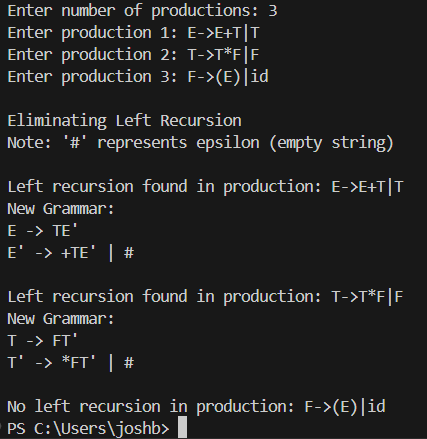 Enter number of productions: 3
Enter production 1: E->E+T|T
Enter production 2: T->T*F|F
Enter production 3: F->(E)|id
Eliminating Left Recursion
Note: '#' represents epsilon (empty string)
Left recursion found in production: E->E+T|T
New Grammar:
E -> TE'
E' -> +TE' | #
Left recursion found in production: T->T*F|F
New Grammar:
T -> FT'
T' -> *FT' | #
No left recursion in production: F->(E)|id
PS C:\Users\joshb>